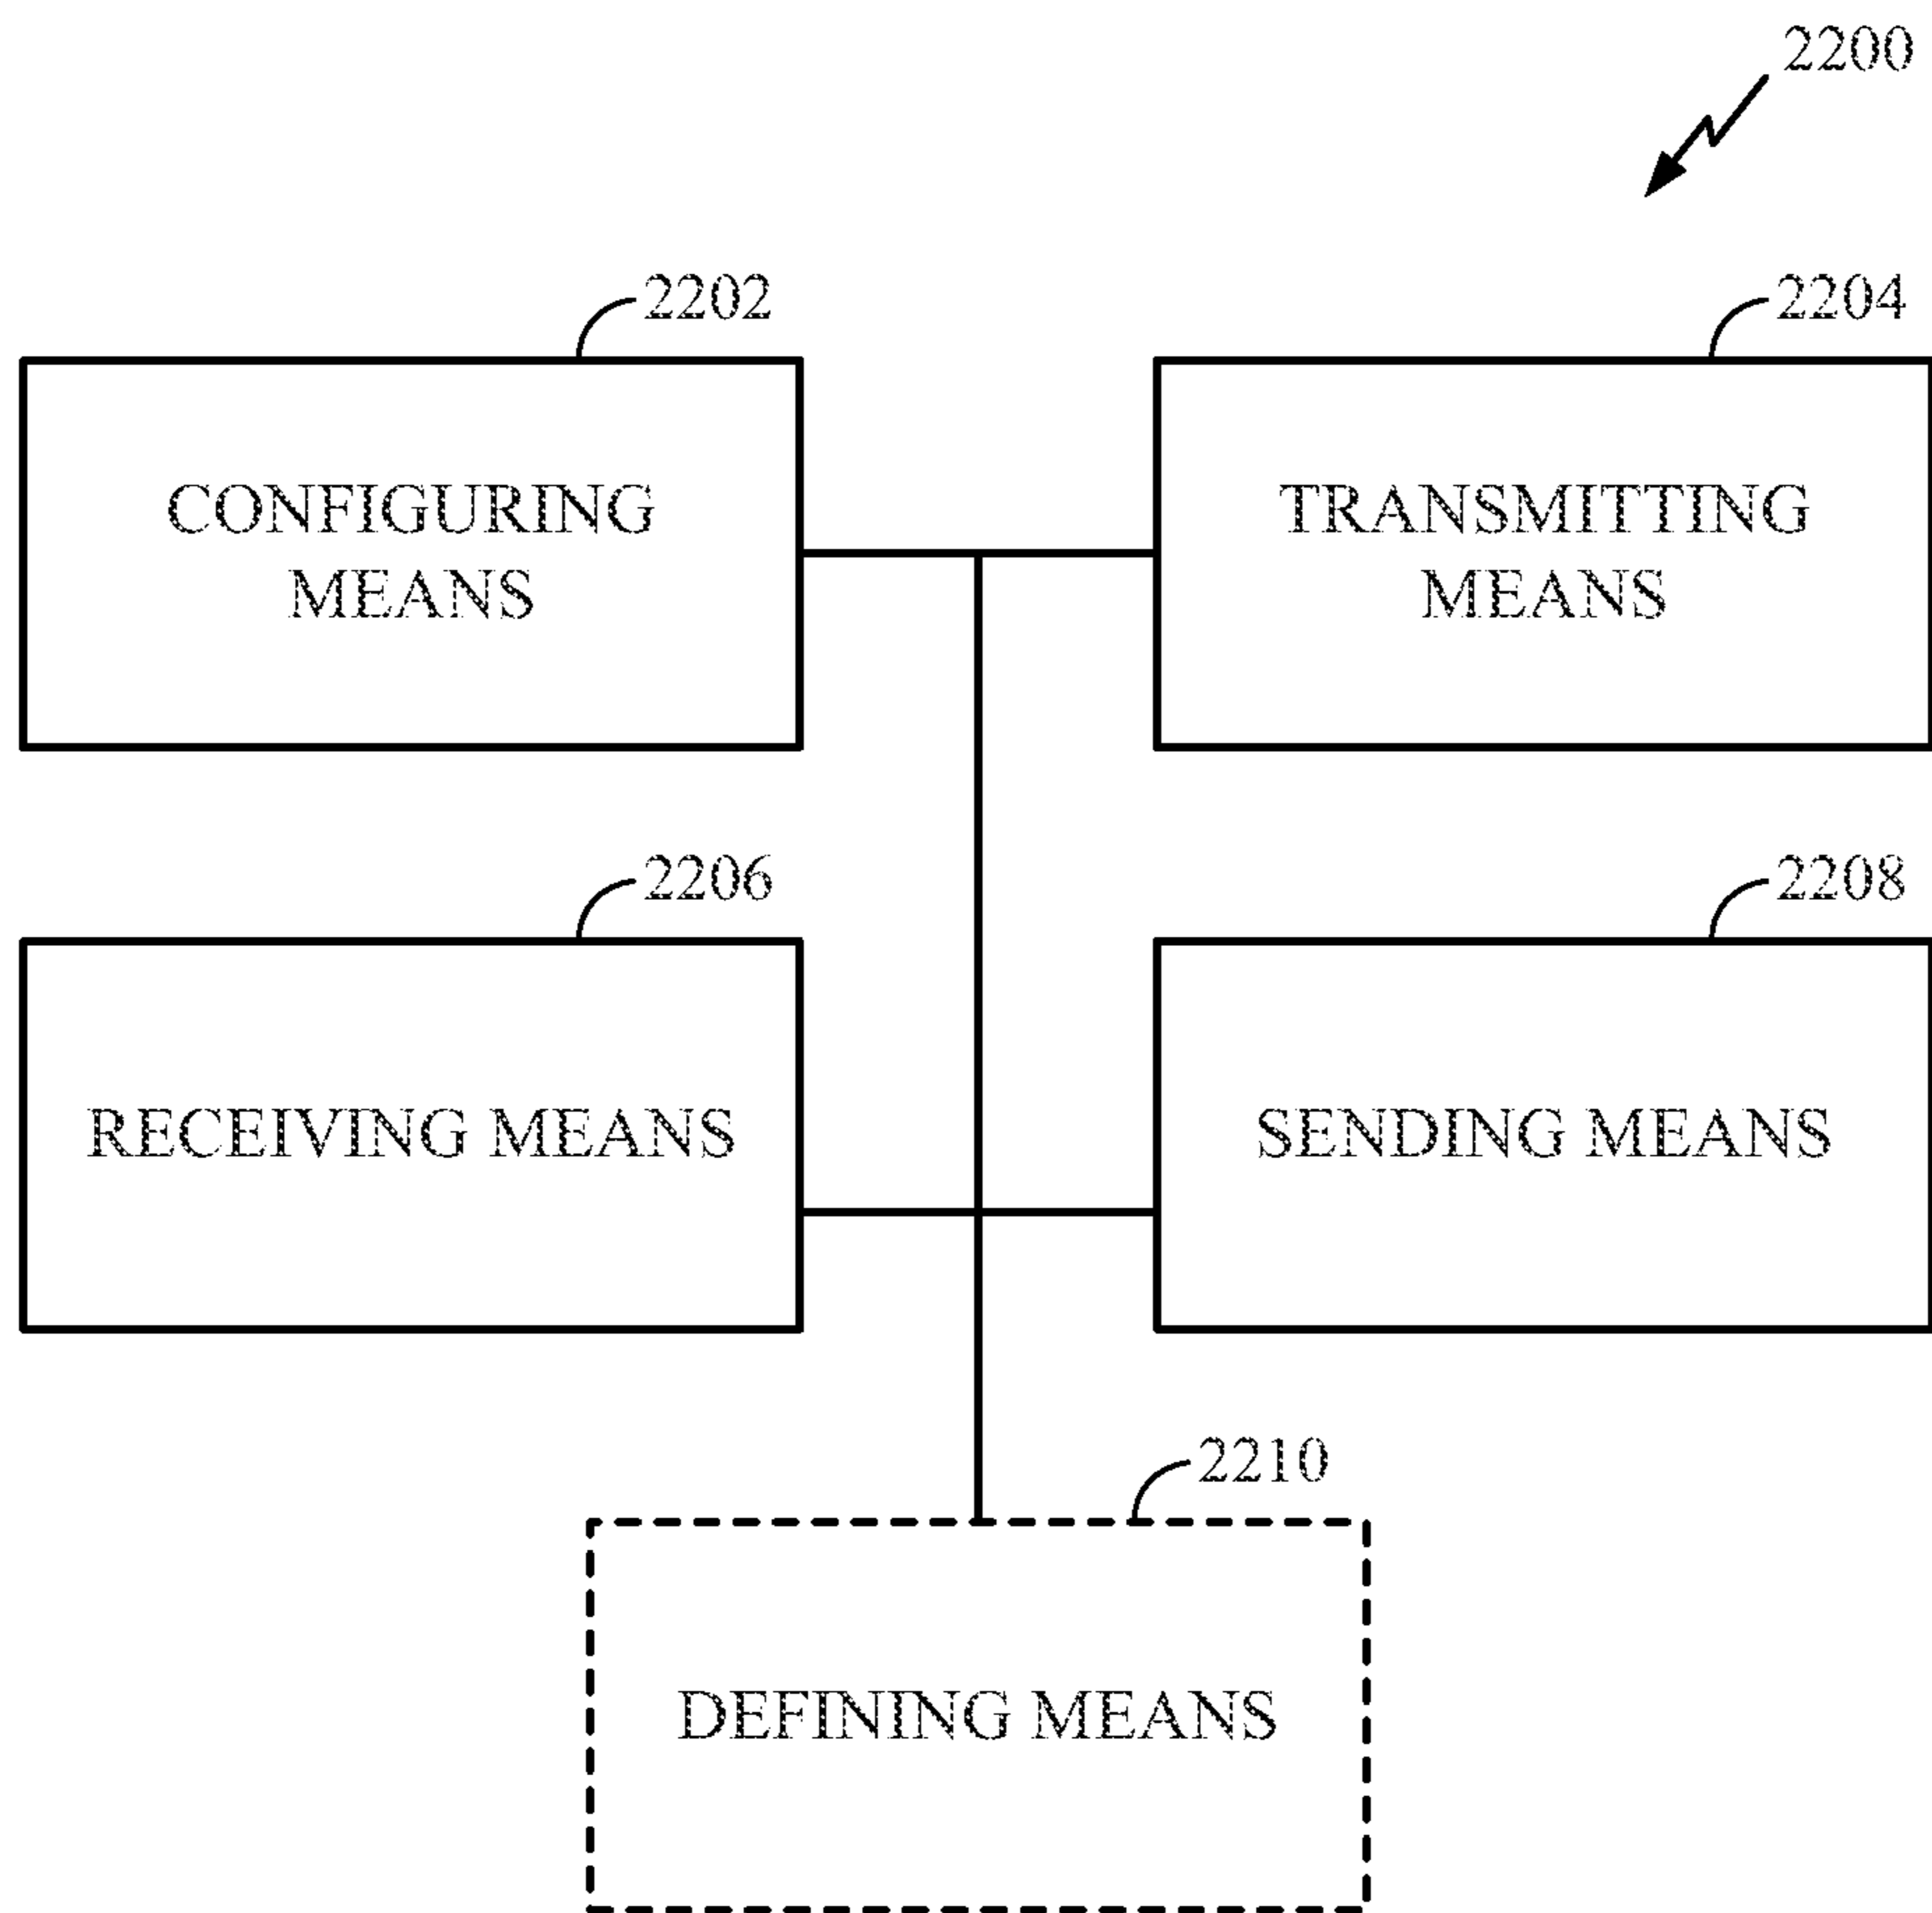 2200
2202
2204
CONFIGURING
MEANS
TRANSMITTING
MEANS
2206
2208
RECEIVING MEANS
SENDING MEANS
2210
DEFINING MEANS